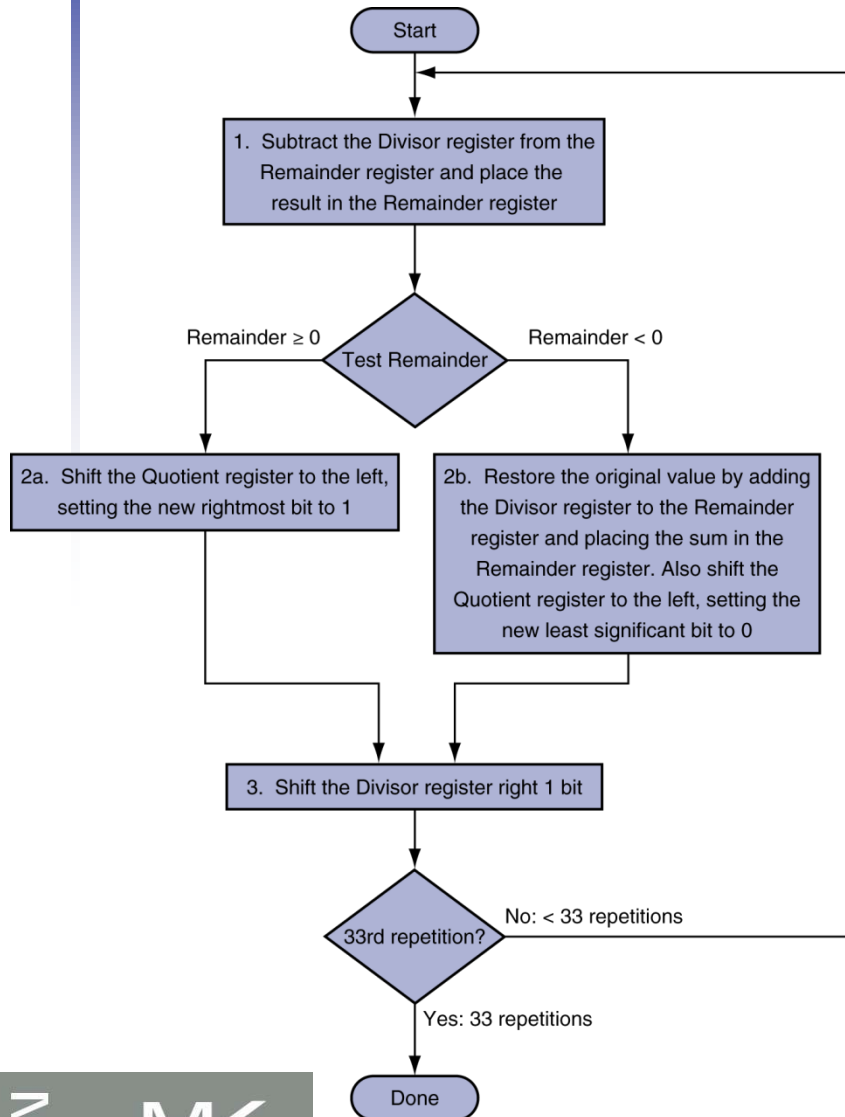 Start
1. Subtract the Divisor register from the
Remainder register and place the
result in the Remainder register
Remainder ≥ 0
Test Remainder
Remainder < 0
2a. Shift the Quotient register to the left,
setting the new rightmost bit to 1
2b. Restore the original value by adding
the Divisor register to the Remainder
register and placing the sum in the
Remainder register. Also shift the
Quotient register to the left, setting the
new least significant bit to 0
3. Shift the Divisor register right 1 bit
33rd repetition?
No: < 33 repetitions
Yes: 33 repetitions
Done